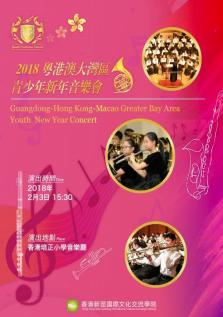 2018 粵港澳大灣區
青少年新年音樂會
Guangdong-Hong Kong-Macao Greater Bay Area
Youth New Year Concert
演出時間
2018年
2月3日 15:30
演出地點
香港培正小學音樂廳
香港新苗國際文化交流學院